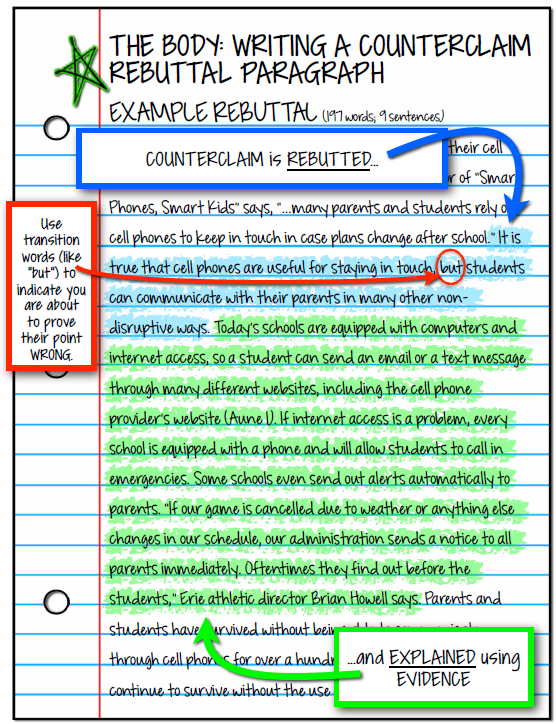 THE BODY: WRITING A COUNTERCLAIM
REBUTTAL PARAGRAPH
EXAMPLE REBUTTAL (197 words; 9 sentences)
COUNTERCLAIM is REBUTTED...
their cell
of "Smart
Phones, Smart Kids" says, "...many parents and students rely o
cell phones to keep in touch in case plans change after school." It is
true that cell phones are useful for staying in touch, but students
can communicate with their parents in many other non-
disruptive ways. Today's schools are equipped with computers and
internet access, so a student can send an email or a text message
through many different websites, including the cell phone
provider's website (Aune 1). If internet access is a problem, every
school is equipped with a phone and will allow students to call in
emergencies. Some schools even send out alerts automatically to
parents. "If our game is cancelled due to weather or anything else
changes in our schedule, our administration sends a notice to all
parents immediately. Oftentimes they find out before the
students," Erie athletic director Brian Howell says. Parents and
students have survived without being
through cell phones for over a hundr
continue to survive without the use
Use
transition
words (like
"but") to
indicate you
are about
to prove
their point
WRONG.
...and EXPLAINED using
EVIDENCE